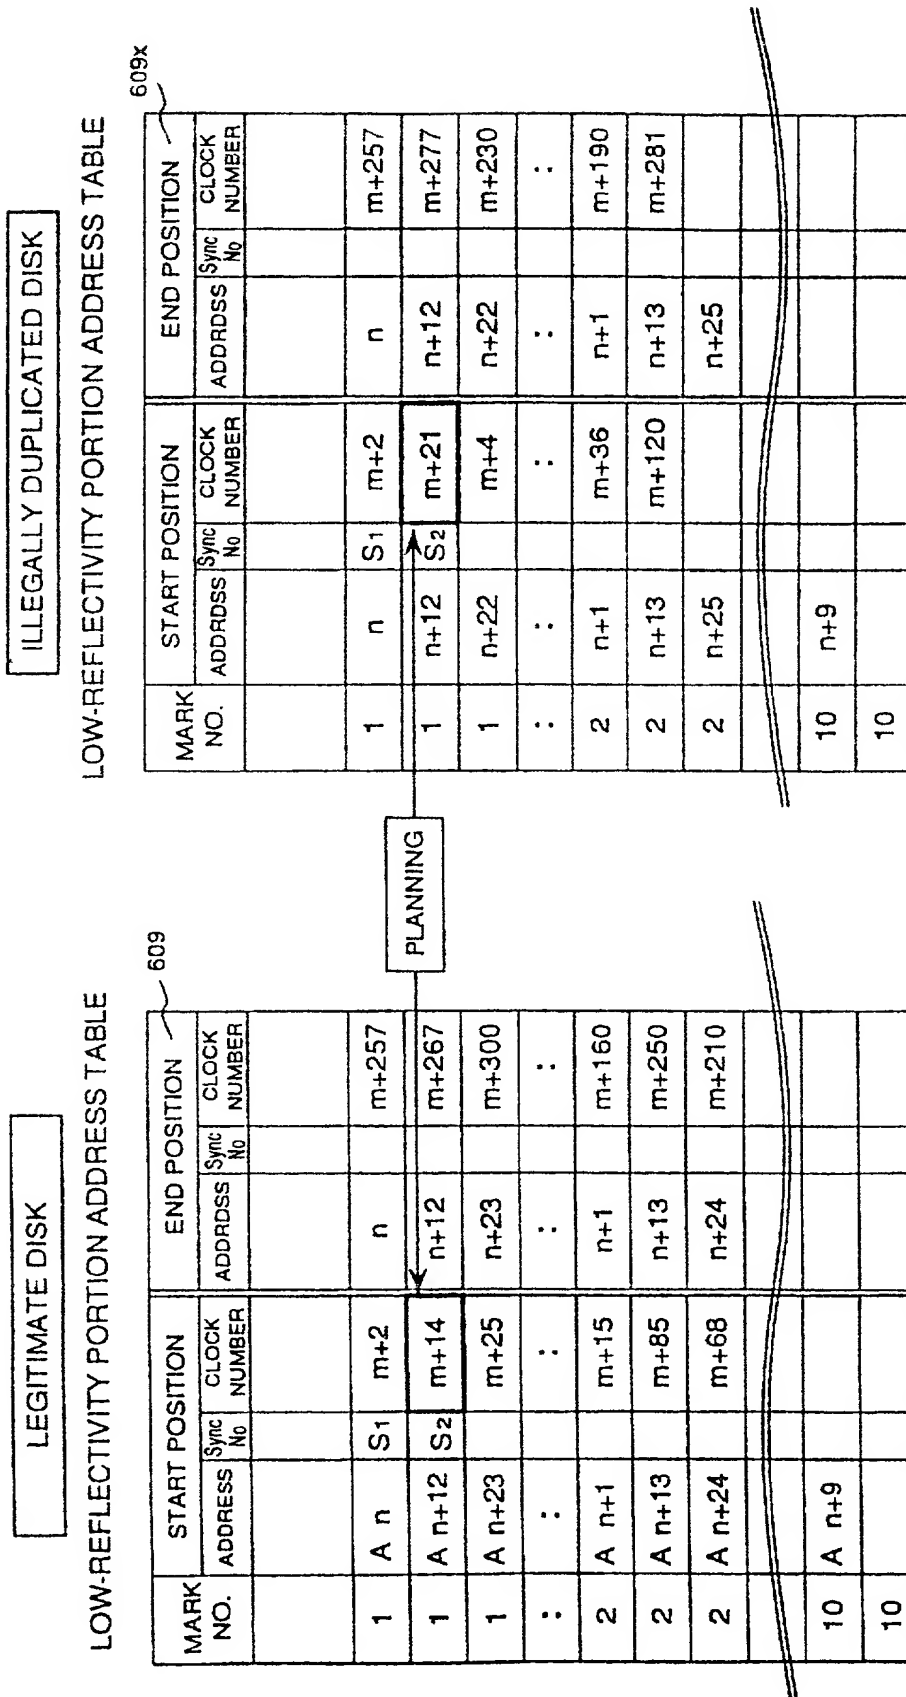 LEGITIMATE DISK
LOW-REFLECTIVITY PORTION ADDRESS TABLE
609
MARK NO. START POSITION END POSITION
ADDRESS Sync No CLOCK NUMBER ADDRDSS Sync No CLOCK NUMBER
1 A n S1 m+2 n m+257
1 A n+12 S2 m+14 n+12 m+267
1 A n+23 m+25 n+23 m+300
: : : : :
2 A n+1 m+15 n+1 m+160
2 A n+13 m+85 n+13 m+250
2 A n+24 m+68 n+24 m+210
10 A n+9
10
PLANNING
ILLEGALLY DUPLICATED DISK
LOW-REFLECTIVITY PORTION ADDRESS TABLE
609x
MARK NO. START POSITION END POSITION
ADDRDSS Sync No CLOCK NUMBER ADDRDSS Sync No CLOCK NUMBER
1 n S1 m+2 n m+257
1 n+12 S2 m+21 n+12 m+277
1 n+22 m+4 n+22 m+230
: : : : :
2 n+1 m+36 n+1 m+190
2 n+13 m+120 n+13 m+281
2 n+25 n+25
10 n+9
10